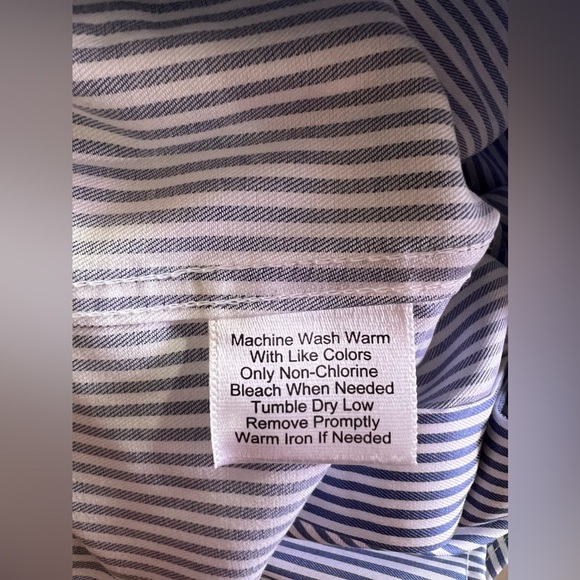 Machine Wash Warm
With Like Colors
Only Non-Chlorine
Bleach When Needed
Tumble Dry Low
Remove Promptly
Warm Iron If Needed